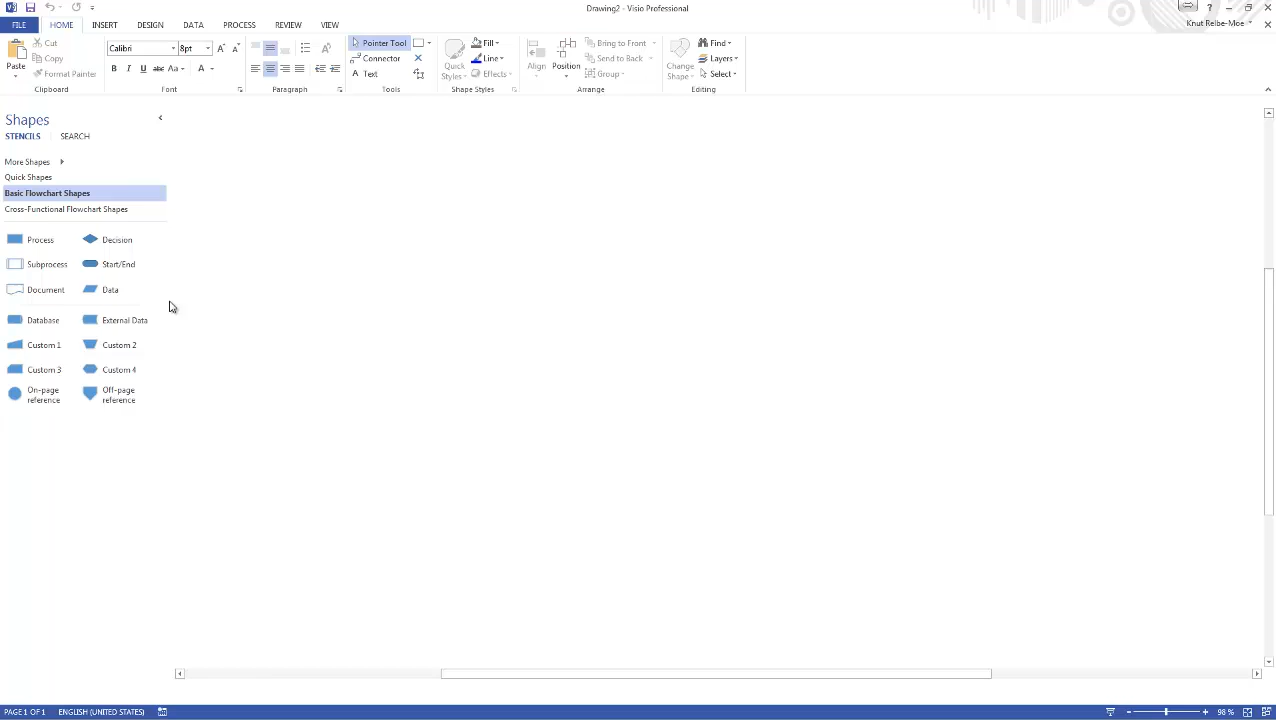 Drawing2 - Visio Professional
FILE HOME INSERT DESIGN DATA PROCESS REVIEW VIEW
Knut Relbe-Moe
Paste
Cut
Copy
Format Painter
Clipboard
Calibri 8pt
B I U abc Aa A
Font
Paragraph
Pointer Tool
Connector
Text
Tools
Quick
Styles
Fill
Line
Effects
Shape Styles
Align
Position
Bring to Front
Send to Back
Group
Arrange
Change
Shape
Find
Layers
Select
Editing
Shapes
STENCILS SEARCH
More Shapes
Quick Shapes
Basic Flowchart Shapes
Cross-Functional Flowchart Shapes
Process Decision
Subprocess Start/End
Document Data
Database External Data
Custom 1 Custom 2
Custom 3 Custom 4
On-page
reference
Off-page
reference
PAGE 1 OF 1 ENGLISH (UNITED STATES) 98 %